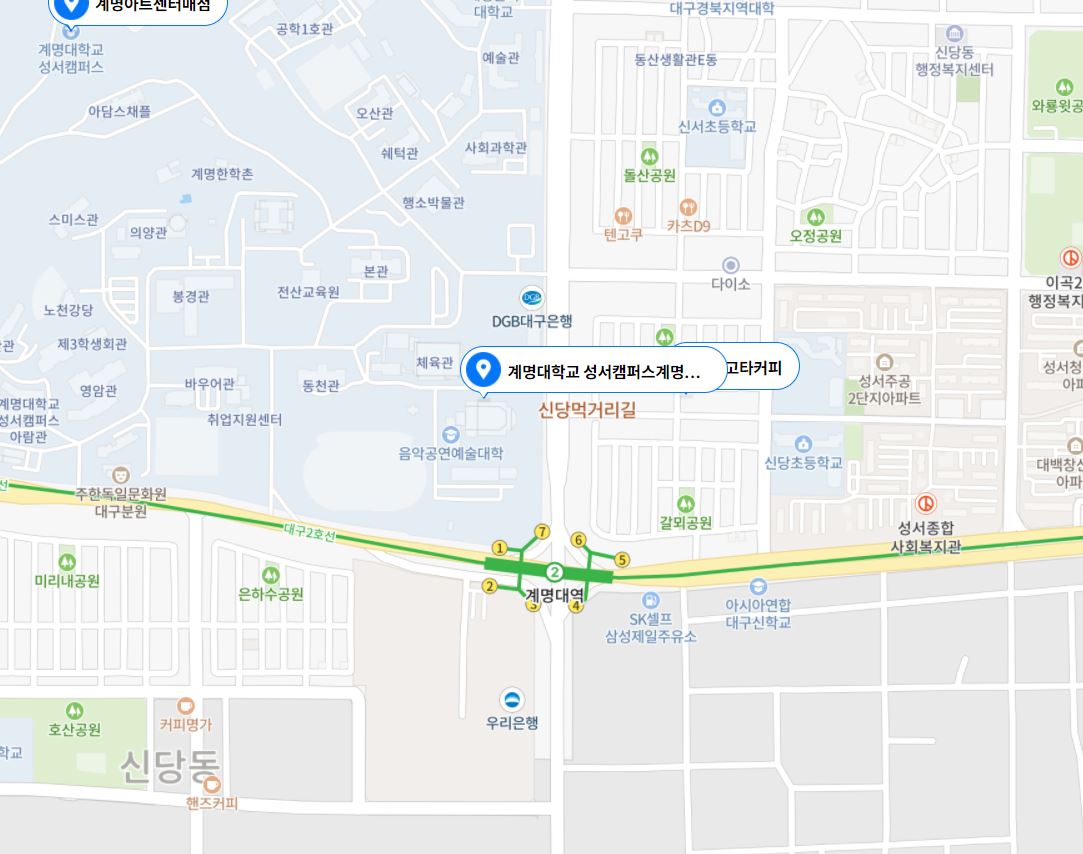 계명아트센터매점
계명대학교
성서캠퍼스
공학1호관
대학교
대구경북지역대학
예술관
동산생활관E동
신당동
행정복지센터
아담스채플
오산관
신서초등학교
와룡윗공
쉐턱관
사회과학관
계명한학촌
돌산공원
행소박물관
스미스관
의양관
텐고쿠
카츠D9
오정공원
본관
다이소
봉경관
전산교육원
이곡2
행정복지
노천강당
DGB
DGB대구은행
제3학생회관
관
체육관
계명대학교 성서캠퍼스계명...
고타커피
성서주공
2단지아파트
성서청
아파
영암관
바우어관
동천관
계명대학교
성서캠퍼스
아람관
취업지원센터
신당먹거리길
음악공연예술대학
신당초등학교
대백창신
아파
주한독일문화원
대구분원
갈뫼공원
성서종합
사회복지관
선
대구2호선
1
7
6
5
2
2
3
4
계명대역
미리내공원
은하수공원
SK셀프
삼성제일주유소
아시아연합
대구신학교
호산공원
커피명가
우리은행
학교
신당동
핸즈커피